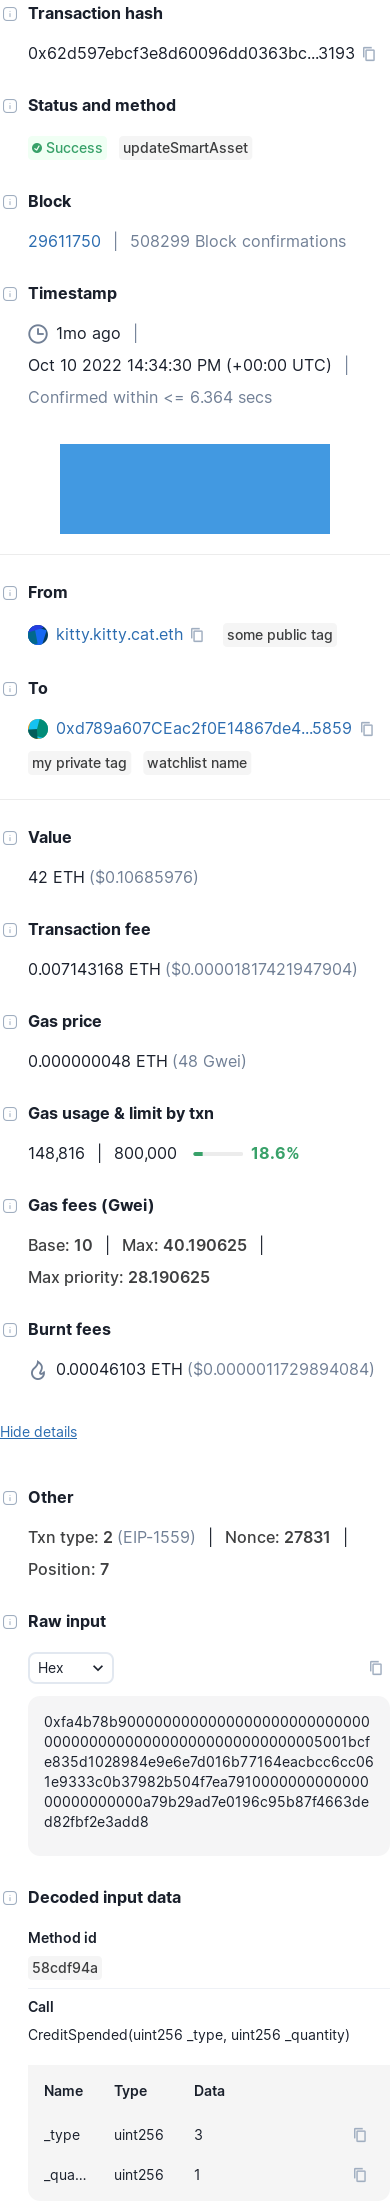 Transaction hash
0x62d597ebcf3e8d60096dd0363bc...3193
Status and method
Success updateSmartAsset
Block
29611750 | 508299 Block confirmations
Timestamp
1mo ago |
Oct 10 2022 14:34:30 PM (+00:00 UTC) |
Confirmed within <= 6.364 secs
From
kitty.kitty.cat.eth some public tag
To
0xd789a607CEac2f0E14867de4...5859
my private tag watchlist name
Value
42 ETH ($0.10685976)
Transaction fee
0.007143168 ETH ($0.00001817421947904)
Gas price
0.000000048 ETH (48 Gwei)
Gas usage & limit by txn
148,816 | 800,000 18.6%
Gas fees (Gwei)
Base: 10 | Max: 40.190625 |
Max priority: 28.190625
Burnt fees
0.00046103 ETH ($0.0000011729894084)
Hide details
Other
Txn type: 2 (EIP-1559) | Nonce: 27831 |
Position: 7
Raw input
Hex
0xfa4b78b90000000000000000000000000
00000000000000000000000000005001bcf
e835d1028984e9e6e7d016b77164eacbcc6cc06
1e9333c0b37982b504f7ea7910000000000000
00000000000a79b29ad7e0196c95b87f4663de
d82fbf2e3add8
Decoded input data
Method id
58cdf94a
Call
CreditSpended(uint256 _type, uint256 _quantity)
Name Type Data
_type uint256 3
_qua... uint256 1